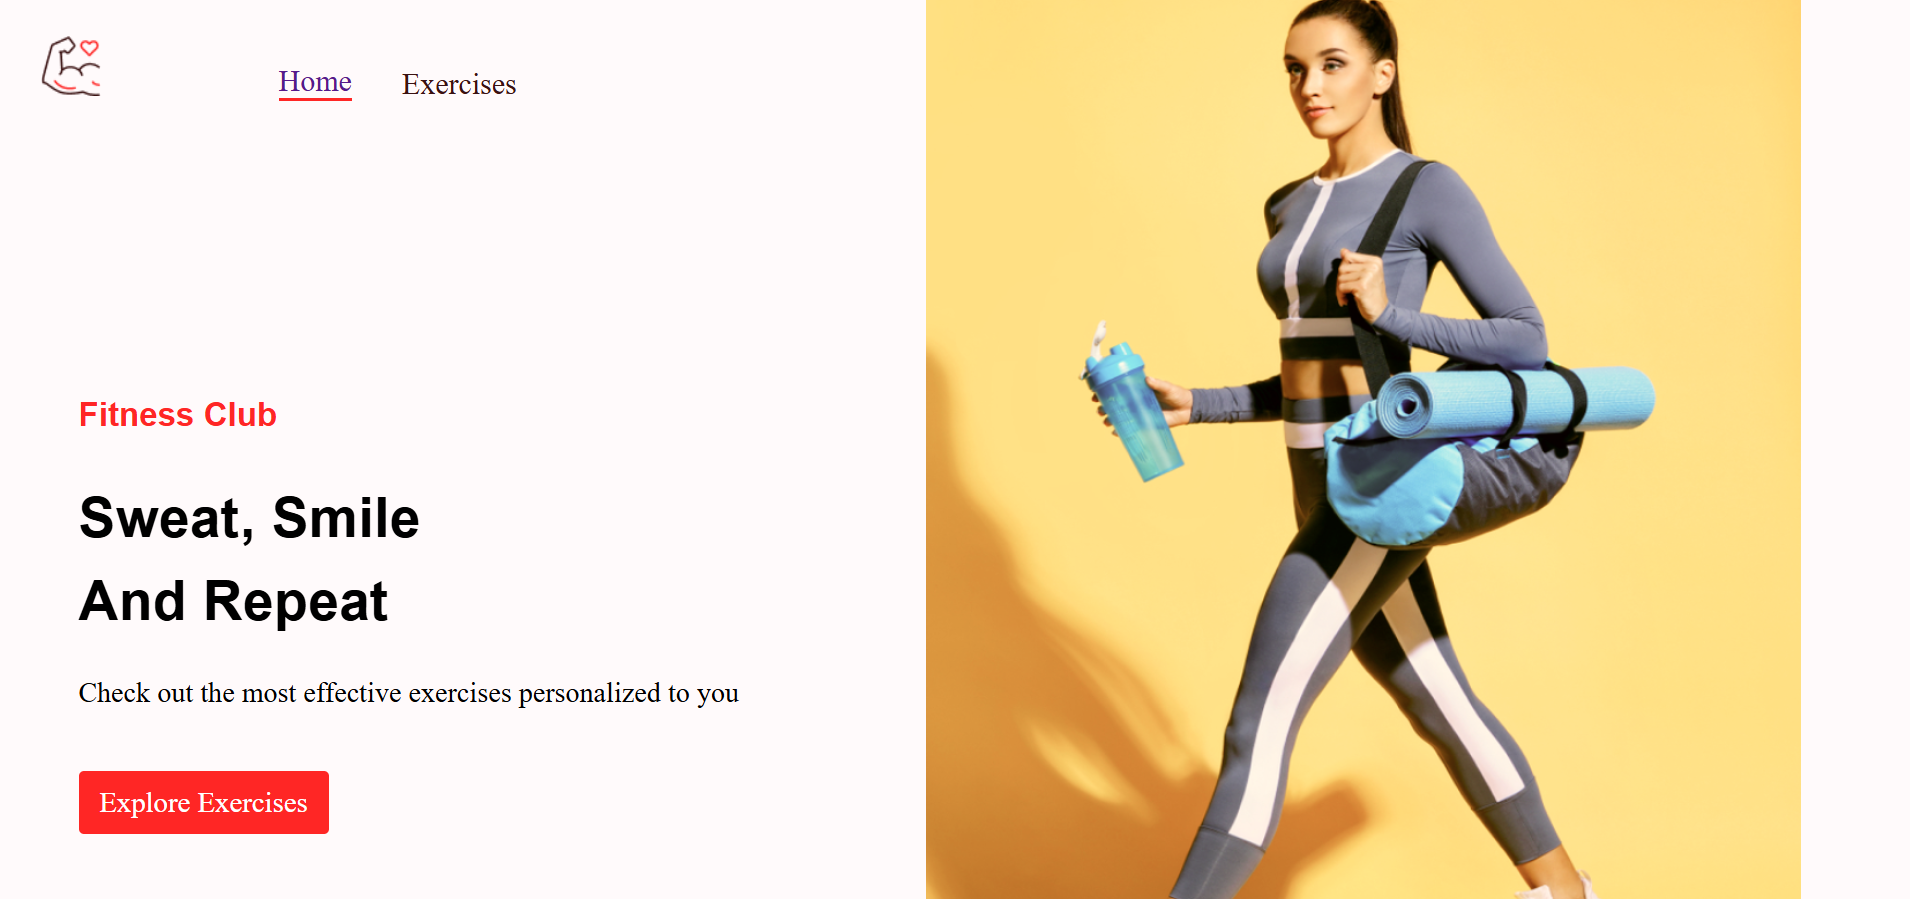 Home
Exercises
Fitness Club
Sweat, Smile
And Repeat
Check out the most effective exercises personalized to you
Explore Exercises